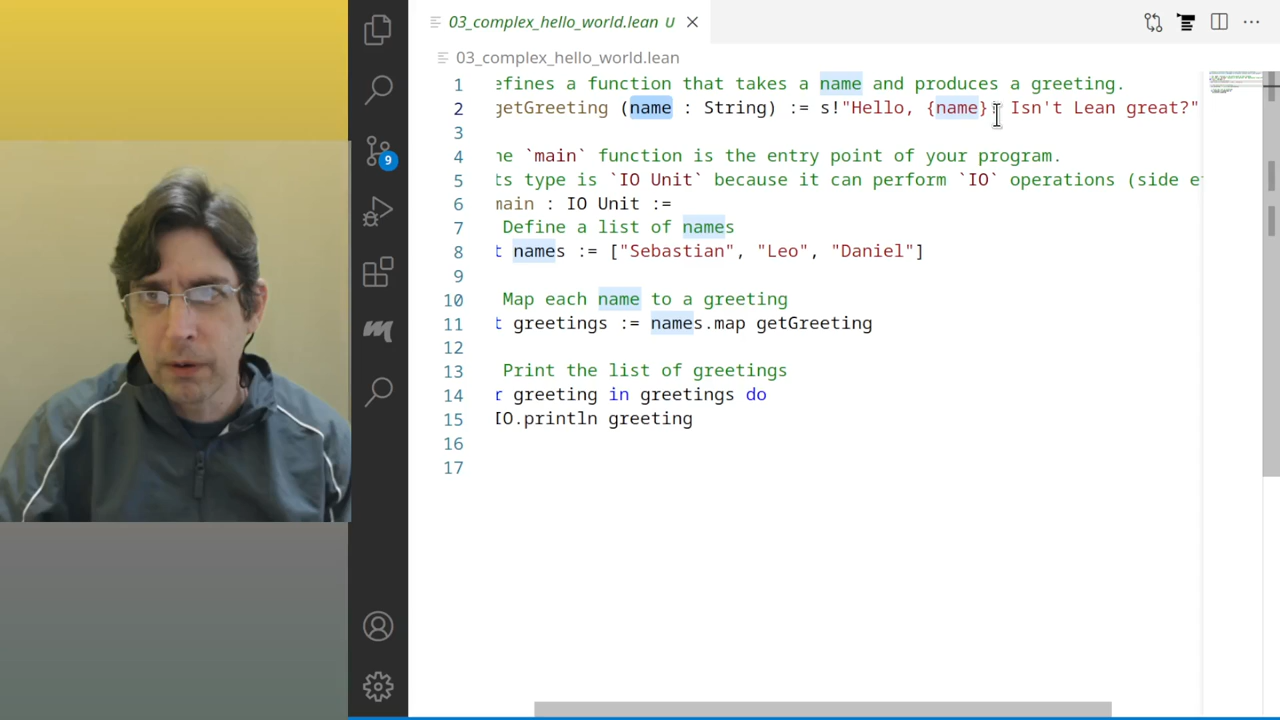 03_complex_hello_world.lean U
03_complex_hello_world.lean
1 efines a function that takes a name and produces a greeting.
2 getGreeting (name : String) := s!"Hello, {name}! Isn't Lean great?"
3
4 he `main` function is the entry point of your program.
5 ts type is `IO Unit` because it can perform `IO` operations (side e
6 main : IO Unit :=
7 Define a list of names
8 t names := ["Sebastian", "Leo", "Daniel"]
9
10 Map each name to a greeting
11 t greetings := names.map getGreeting
12
13 Print the list of greetings
14 r greeting in greetings do
15 IO.println greeting
16
17
9